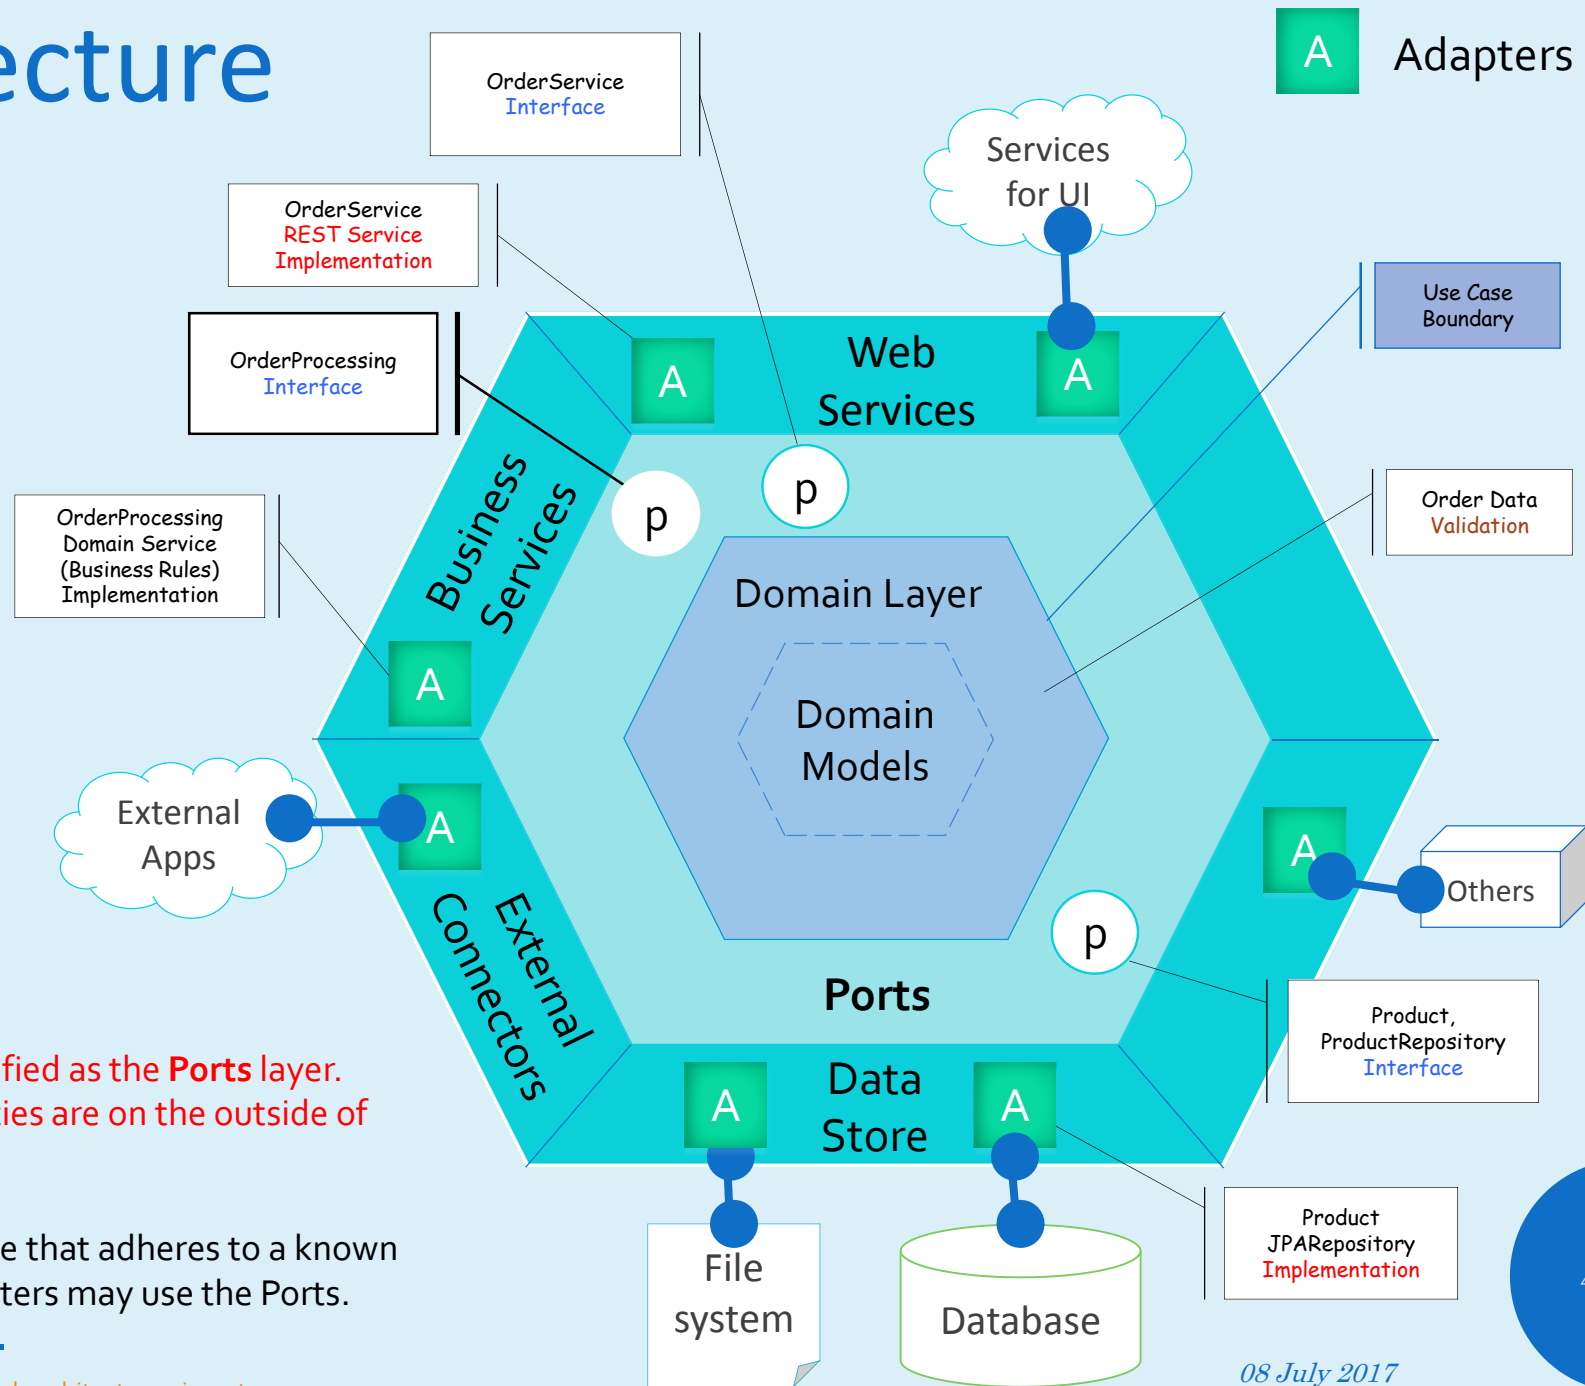 ecture
A
Adapters
OrderService
Interface
Services
for UI
OrderService
REST Service
Implementation
Use Case
Boundary
OrderProcessing
Interface
A
Web
Services
A
Business
Services
p
p
Order Data
Validation
OrderProcessing
Domain Service
(Business Rules)
Implementation
Domain Layer
A
Domain
Models
External
Apps
A
A
Others
External
Connectors
p
Ports
Product,
ProductRepository
Interface
fied as the Ports layer.
ties are on the outside of
A
Data
Store
A
Product
JPARepository
Implementation
e that adheres to a known
ters may use the Ports.
File
system
Database
08 July 2017